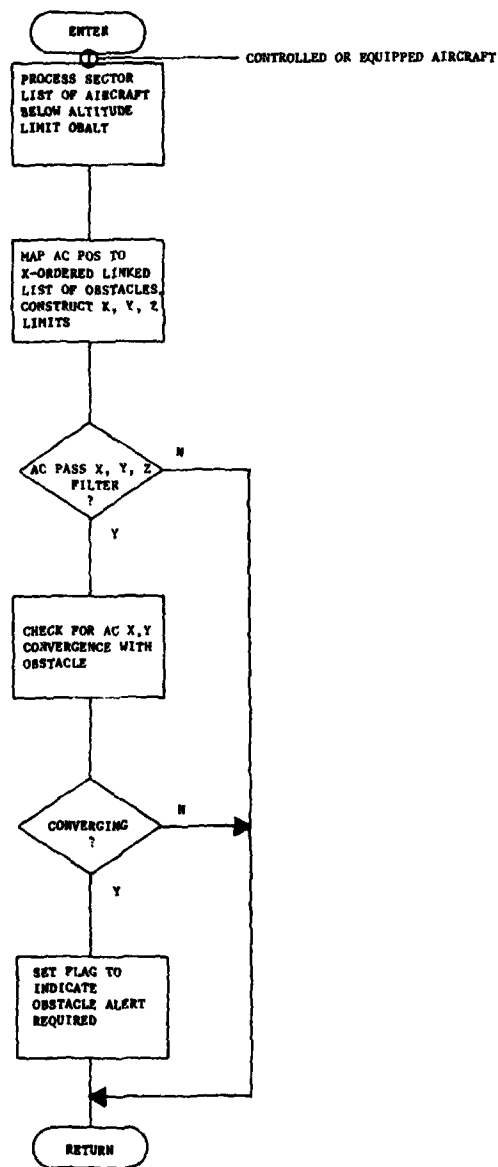 ENTER
CONTROLLED OR EQUIPPED AIRCRAFT
PROCESS SECTOR
LIST OF AIRCRAFT
BELOW ALTITUDE
LIMIT OBALT
MAP AC POS TO
X-ORDERED LINKED
LIST OF OBSTACLES,
CONSTRUCT X, Y, Z
LIMITS
N
AC PASS X, Y, Z
FILTER
?
Y
CHECK FOR AC X,Y
CONVERGENCE WITH
OBSTACLE
N
CONVERGING
?
Y
SET FLAG TO
INDICATE
OBSTACLE ALERT
REQUIRED
RETURN